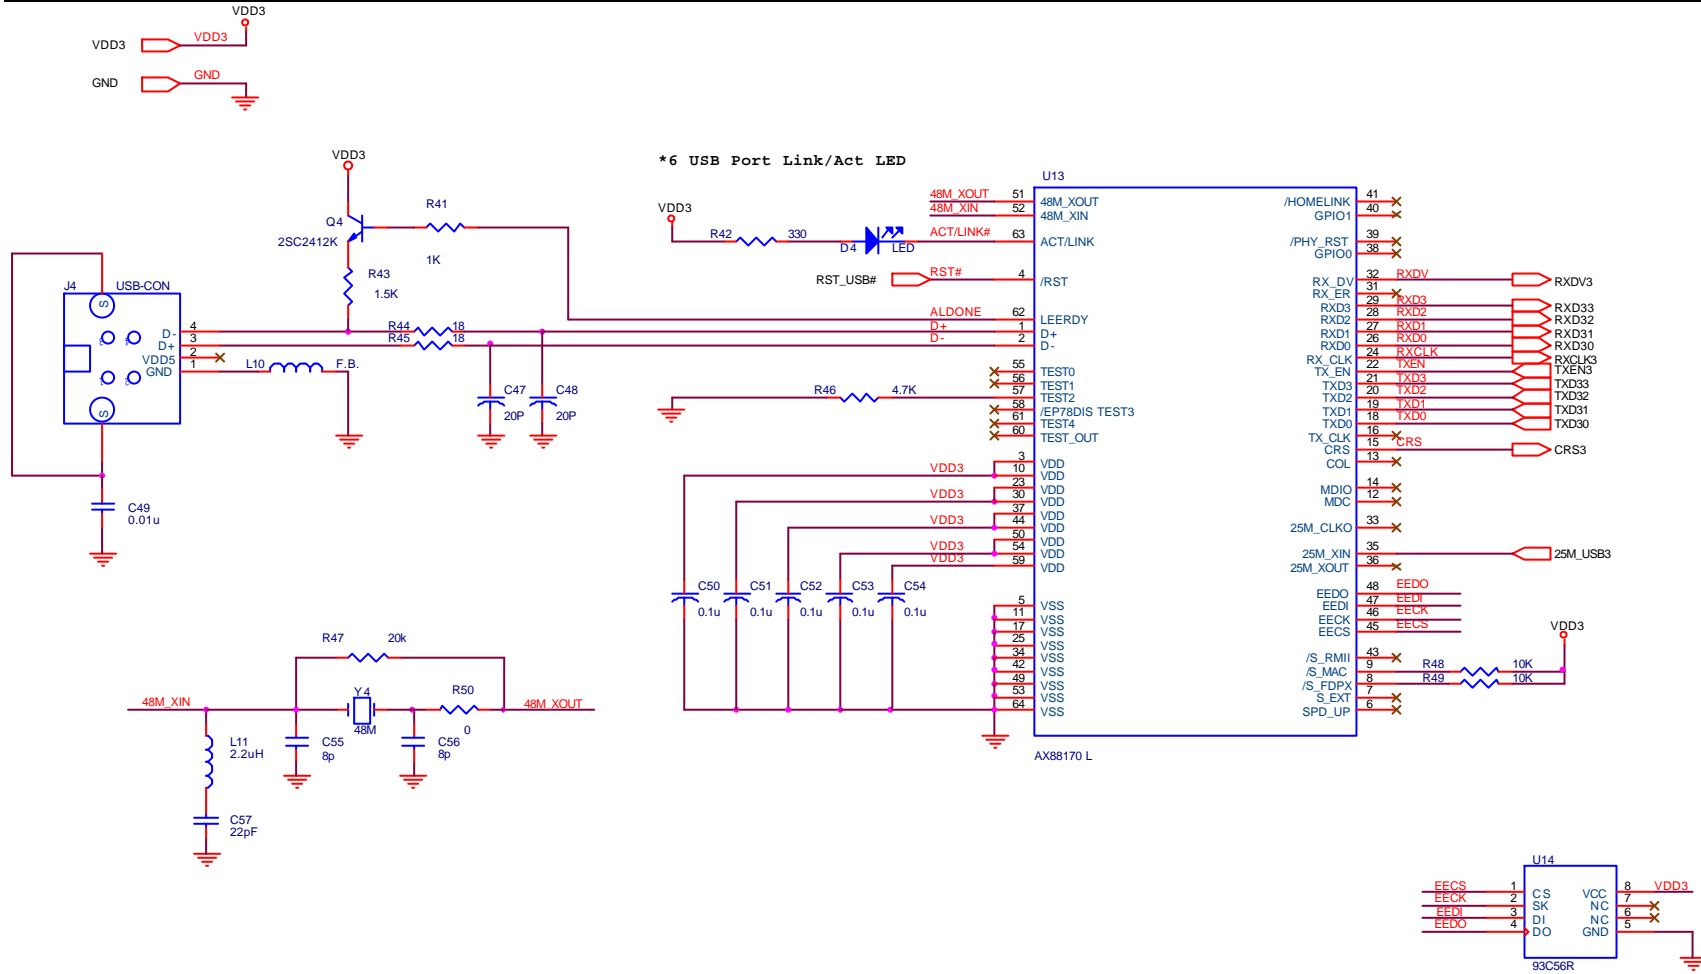 VDD3
VDD3 VDD3
GND GND
VDD3
*6 USB Port Link/Act LED
U13
R41
Q4
2SC2412K
1K
R43
1.5K
VDD3
R42 330
D4 LED
48M_XOUT 51 48M_XOUT
48M_XIN 52 48M_XIN
ACT/LINK# 63 ACT/LINK
RST_USB# RST# 4 /RST
ALDONE 62 LEERDY
D+ 1 D+
D- 2 D-
55 TEST0
56 TEST1
57 TEST2
58 /EP78DIS TEST3
61 TEST4
60 TEST_OUT
R46 4.7K
J4 USB-CON
S
4 D-
3 D+
2 VDD5
1 GND
S
R44 18
R45 18
L10 F.B.
C47
20P
C48
20P
C49
0.01u
3 VDD
VDD3 10 VDD
23 VDD
VDD3 30 VDD
37 VDD
VDD3 44 VDD
50 VDD
VDD3 54 VDD
VDD3 59 VDD
C50 C51 C52 C53 C54
0.1u 0.1u 0.1u 0.1u 0.1u
5 VSS
11 VSS
17 VSS
25 VSS
34 VSS
42 VSS
49 VSS
53 VSS
64 VSS
AX88170 L
/HOMELINK 41
GPIO1 40
/PHY_RST 39
GPIO0 38
RX_DV 32 RXDV RXDV3
RX_ER 31
RXD3 29 RXD3 RXD33
RXD2 28 RXD2 RXD32
RXD1 27 RXD1 RXD31
RXD0 26 RXD0 RXD30
RX_CLK 24 RXCLK RXCLK3
TX_EN 22 TXEN TXEN3
TXD3 21 TXD3 TXD33
TXD2 20 TXD2 TXD32
TXD1 19 TXD1 TXD31
TXD0 18 TXD0 TXD30
TX_CLK 16
CRS 15 CRS CRS3
COL 13
MDIO 14
MDC 12
25M_CLKO 33
25M_XIN 35 25M_USB3
25M_XOUT 36
EEDO 48 EEDO
EEDI 47 EEDI
EECK 46 EECK
EECS 45 EECS
VDD3
/S_RMII 43
/S_MAC 9 R48 10K
/S_FDPX 8 R49 10K
S_EXT 7
SPD_UP 6
R47 20k
Y4
48M
R50
0
48M_XIN 48M_XOUT
L11
2.2uH
C55
8p
C56
8p
C57
22pF
U14
EECS 1 CS VCC 8 VDD3
EECK 2 SK NC 7
EEDI 3 DI NC 6
EEDO 4 DO GND 5
93C56R